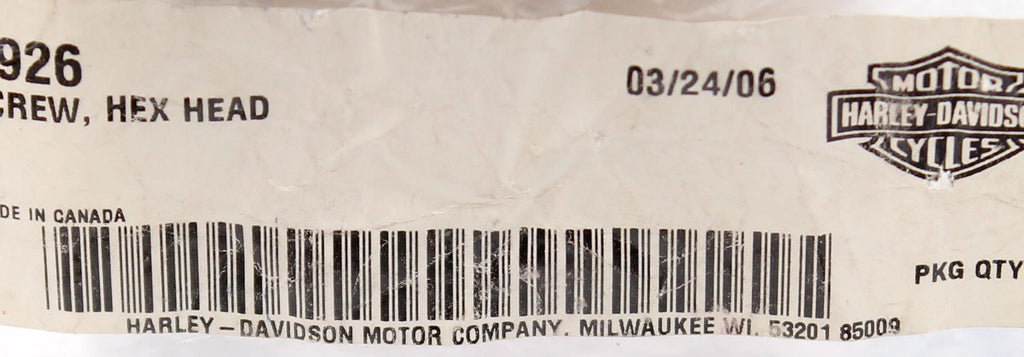 926
CREW, HEX HEAD
03/24/06
MOTOR
HARLEY-DAVIDSO
CYCLES
DE IN CANADA
PKG QTY
HARLEY-DAVIDSON MOTOR COMPANY. MILWAUKEE WI. 53201 85009